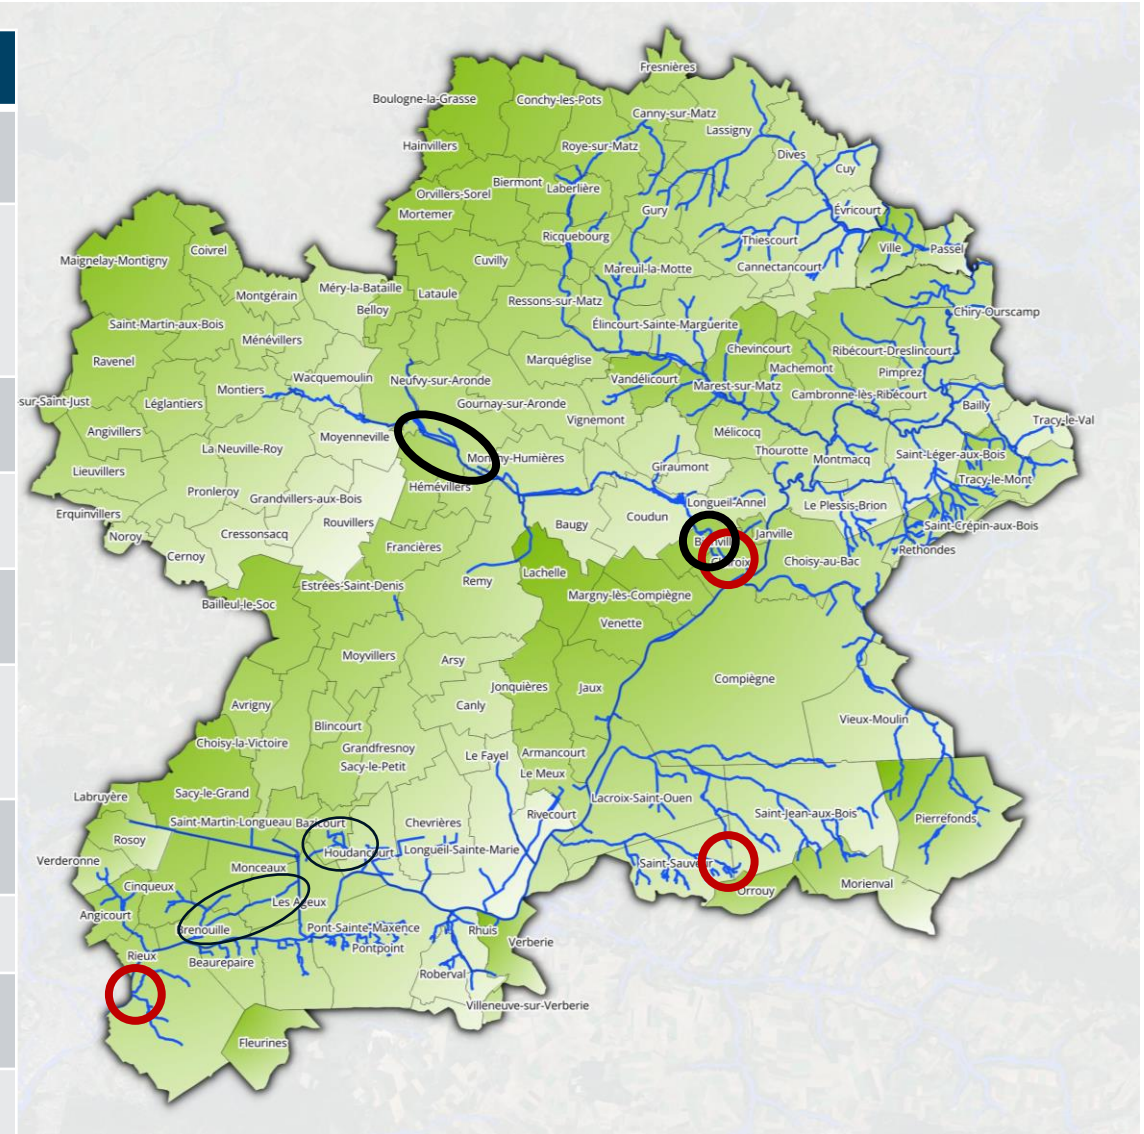 Fresnières
Boulogne-la-Grasse
Conchy-les-Pots
Canny-sur-Matz
Lassigny
Hainvillers
Roye-sur-Matz
Dives
Cuy
Biermont
Laberlière
Orvillers-Sorel
Mortemer
Gury
Évricourt
Ricquebourg
Thiescourt
Ville
Passel
Coivrel
Maignelay-Montigny
Cuvilly
Mareuil-la-Motte
Cannectancourt
Méry-la-Bataille
Montgérain
Lataule
Belloy
Ressons-sur-Matz
Chiry-Ourscamp
Saint-Martin-aux-Bois
Élincourt-Sainte-Marguerite
Ménévillers
Chevincourt
Ribécourt-Dreslincourt
Ravenel
Marquéglise
Machemont
Pimprez
Wacquemoulin
Neufvy-sur-Aronde
Vandélicourt
Marest-sur-Matz
Montiers
Cambronne-lès-Ribécourt
-sur-Saint-Just
Léglantiers
Gournay-sur-Aronde
Bailly
Vignemont
Tracy-le-Val
Angivillers
Moyenneville
Mélicocq
La Neuville-Roy
Thourotte
Saint-Léger-aux-Bois
Montmacq
Lieuvillers
Giraumont
Tracy-le-Mont
Hémévillers
Pronleroy
Grandvillers-aux-Bois
Longueil-Annel
Le Plessis-Brion
Erquinvillers
Rouvillers
Baugy
Coudun
Saint-Crépin-aux-Bois
Noroy
Cressonsacq
Janville
Francières
Rethondes
Cernoy
Choisy-au-Bac
Lachelle
Estrées-Saint-Denis
Remy
Margny-lès-Compiègne
Bailleul-le-Soc
Venette
Moyvillers
Arsy
Compiègne
Jonquières
Jaux
Avrigny
Canly
Vieux-Moulin
Blincourt
Choisy-la-Victoire
Grandfresnoy
Le Fayel
Armancourt
Sacy-le-Petit
Le Meux
Labruyère
Sacy-le-Grand
Lacroix-Saint-Ouen
Rivecourt
Saint-Jean-aux-Bois
Saint-Martin-Longueau
Bazicourt
Chevrières
Pierrefonds
Rosoy
Houdancourt
Longueil-Sainte-Marie
Verderonne
Monceaux
Saint-Sauveur
Cinqueux
Morienval
Orrouy
Les Ageux
Angicourt
Brenouille
Pont-Sainte-Maxence
Rhuis
Pontpoint
Verberie
Rieux
Beaurepaire
Roberval
Villeneuve-sur-Verberie
Fleurines